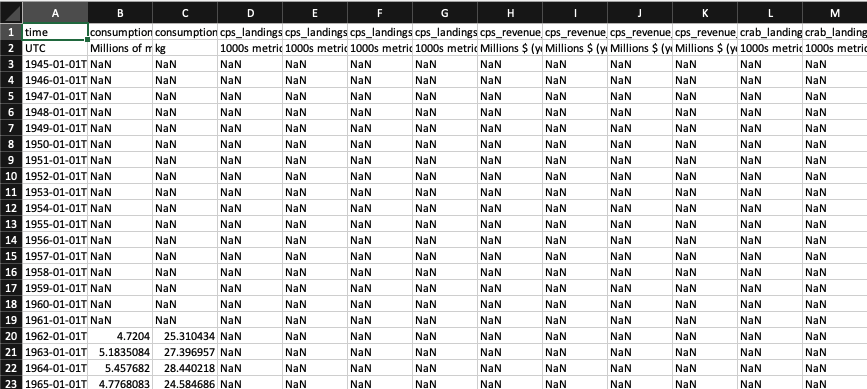 A B C D E F G H I J K L M
1 time consumption consumption cps_landings cps_landings cps_landings cps_landings cps_revenue cps_revenue cps_revenue cps_revenue crab_landing crab_landing
2 UTC Millions of m kg 1000s metric 1000s metric 1000s metric 1000s metric Millions $ (ye Millions $ (ye Millions $ (ye Millions $ (ye 1000s metric 1000s metric
3 1945-01-01T NaN NaN NaN NaN NaN NaN NaN NaN NaN NaN NaN NaN
4 1946-01-01T NaN NaN NaN NaN NaN NaN NaN NaN NaN NaN NaN NaN
5 1947-01-01T NaN NaN NaN NaN NaN NaN NaN NaN NaN NaN NaN NaN
6 1948-01-01T NaN NaN NaN NaN NaN NaN NaN NaN NaN NaN NaN NaN
7 1949-01-01T NaN NaN NaN NaN NaN NaN NaN NaN NaN NaN NaN NaN
8 1950-01-01T NaN NaN NaN NaN NaN NaN NaN NaN NaN NaN NaN NaN
9 1951-01-01T NaN NaN NaN NaN NaN NaN NaN NaN NaN NaN NaN NaN
10 1952-01-01T NaN NaN NaN NaN NaN NaN NaN NaN NaN NaN NaN NaN
11 1953-01-01T NaN NaN NaN NaN NaN NaN NaN NaN NaN NaN NaN NaN
12 1954-01-01T NaN NaN NaN NaN NaN NaN NaN NaN NaN NaN NaN NaN
13 1955-01-01T NaN NaN NaN NaN NaN NaN NaN NaN NaN NaN NaN NaN
14 1956-01-01T NaN NaN NaN NaN NaN NaN NaN NaN NaN NaN NaN NaN
15 1957-01-01T NaN NaN NaN NaN NaN NaN NaN NaN NaN NaN NaN NaN
16 1958-01-01T NaN NaN NaN NaN NaN NaN NaN NaN NaN NaN NaN NaN
17 1959-01-01T NaN NaN NaN NaN NaN NaN NaN NaN NaN NaN NaN NaN
18 1960-01-01T NaN NaN NaN NaN NaN NaN NaN NaN NaN NaN NaN NaN
19 1961-01-01T NaN NaN NaN NaN NaN NaN NaN NaN NaN NaN NaN NaN
20 1962-01-01T 4.7204 25.310434 NaN NaN NaN NaN NaN NaN NaN NaN NaN NaN
21 1963-01-01T 5.1835084 27.396957 NaN NaN NaN NaN NaN NaN NaN NaN NaN NaN
22 1964-01-01T 5.457682 28.440218 NaN NaN NaN NaN NaN NaN NaN NaN NaN NaN
23 1965-01-01T 4.7768083 24.584686 NaN NaN NaN NaN NaN NaN NaN NaN NaN NaN